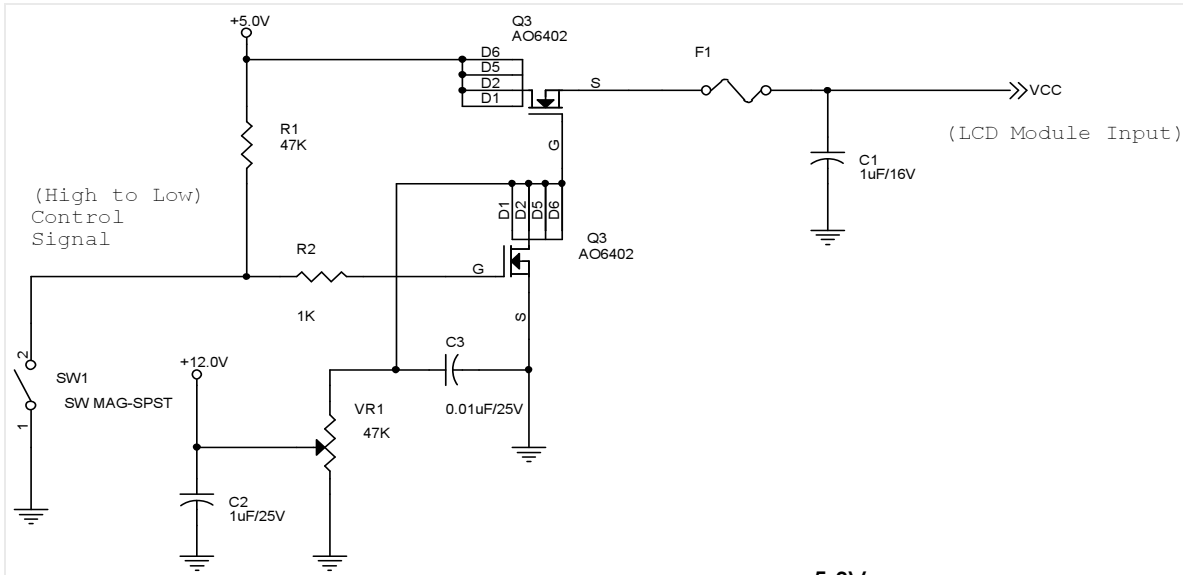 +5.0V
Q3
AO6402
D6
D5
D2
D1
S
G
F1
VCC
(LCD Module Input)
C1
1uF/16V
R1
47K
(High to Low)
Control
Signal
D1
D2
D5
D6
Q3
AO6402
R2
1K
G
S
C3
0.01uF/25V
+12.0V
2
1
SW1
SW MAG-SPST
VR1
47K
C2
1uF/25V